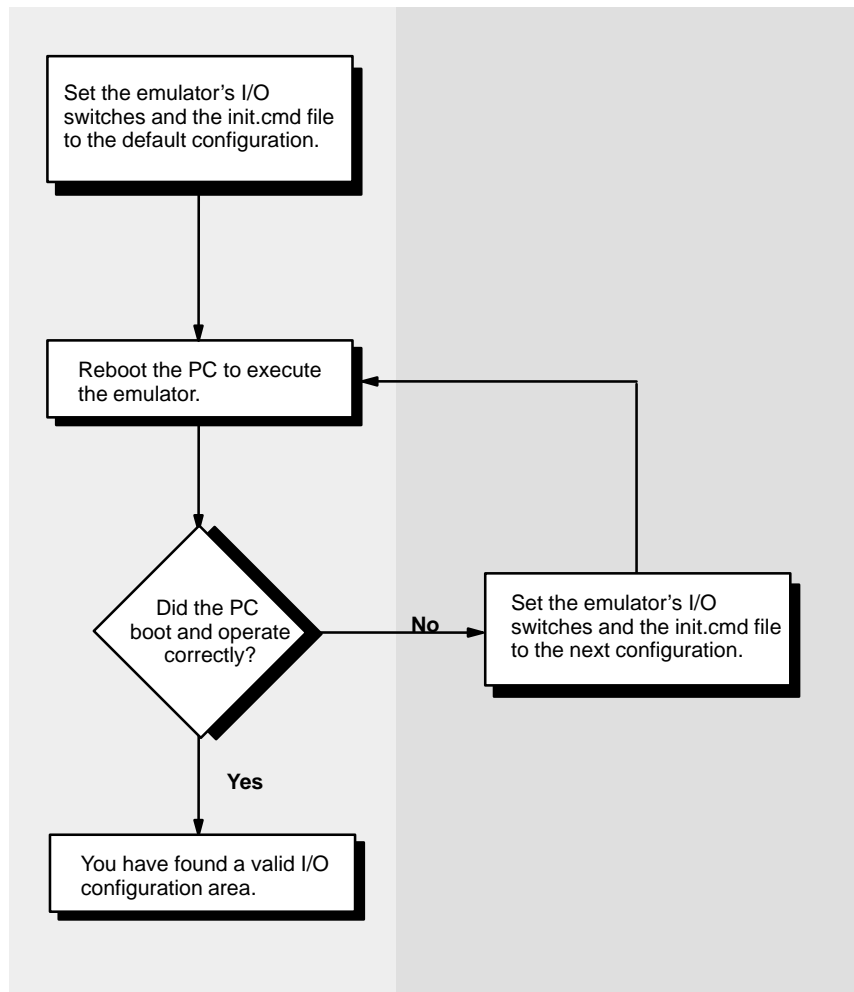 Set the emulator’s I/O
switches and the init.cmd file
to the default configuration.
Reboot the PC to execute
the emulator.
Did the PC
boot and operate
correctly?
No
Set the emulator’s I/O
switches and the init.cmd file
to the next configuration.
Yes
You have found a valid I/O
configuration area.